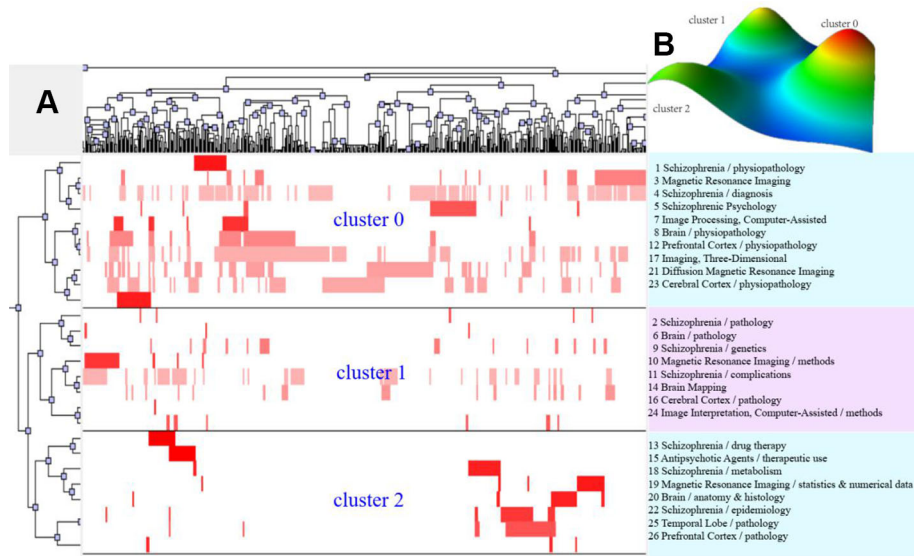 A
B
cluster 1
cluster 0
cluster 2
cluster 0
1 Schizophrenia / physiopathology
3 Magnetic Resonance Imaging
4 Schizophrenia / diagnosis
5 Schizophrenic Psychology
7 Image Processing, Computer-Assisted
8 Brain / physiopathology
12 Prefrontal Cortex / physiopathology
17 Imaging, Three-Dimensional
21 Diffusion Magnetic Resonance Imaging
23 Cerebral Cortex / physiopathology
cluster 1
2 Schizophrenia / pathology
6 Brain / pathology
9 Schizophrenia / genetics
10 Magnetic Resonance Imaging / methods
11 Schizophrenia / complications
14 Brain Mapping
16 Cerebral Cortex / pathology
24 Image Interpretation, Computer-Assisted / methods
cluster 2
13 Schizophrenia / drug therapy
15 Antipsychotic Agents / therapeutic use
18 Schizophrenia / metabolism
19 Magnetic Resonance Imaging / statistics & numerical data
20 Brain / anatomy & histology
22 Schizophrenia / epidemiology
25 Temporal Lobe / pathology
26 Prefrontal Cortex / pathology